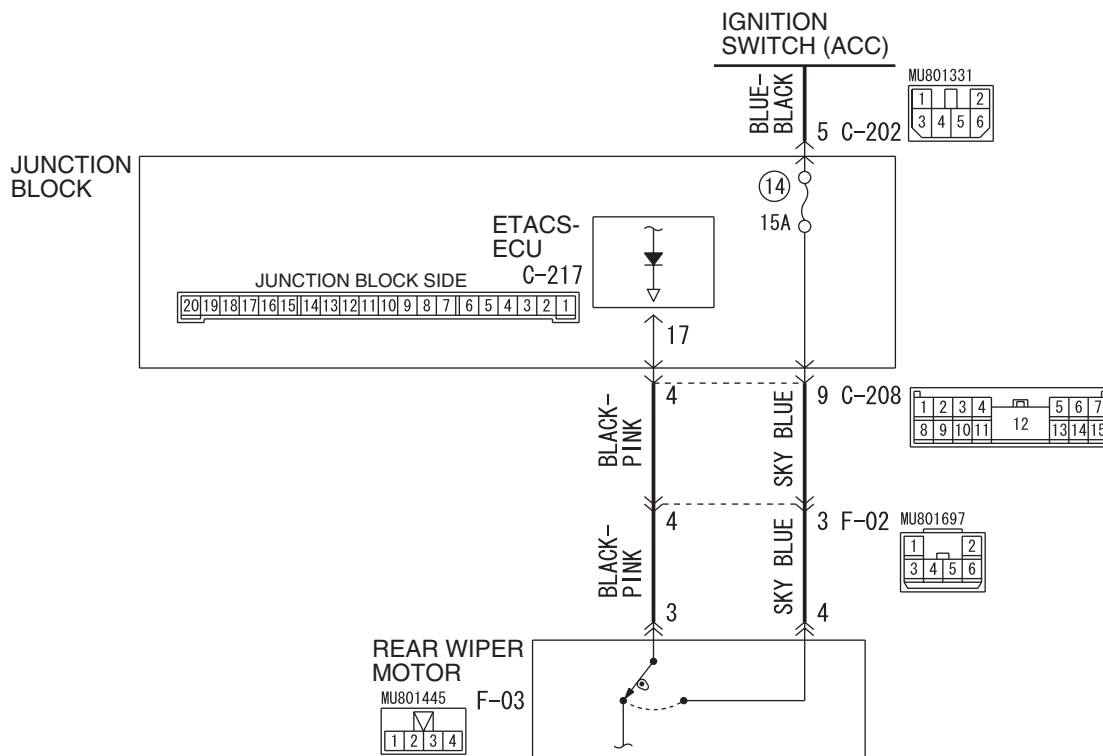 IGNITION
SWITCH (ACC)
MU801331
BLUE-
BLACK
1 2
3 4 5 6
5 C-202
JUNCTION
BLOCK
14
15A
ETACS-
ECU
C-217
JUNCTION BLOCK SIDE
20 19 18 17 16 15 14 13 12 11 10 9 8 7 6 5 4 3 2 1
17
4
9 C-208
1 2 3 4 5 6 7
8 9 10 11 12 13 14 15
BLACK-
PINK
SKY BLUE
4
3 F-02
MU801697
1 2
3 4 5 6
BLACK-
PINK
SKY BLUE
3
4
REAR WIPER
MOTOR
MU801445
F-03
1 2 3 4